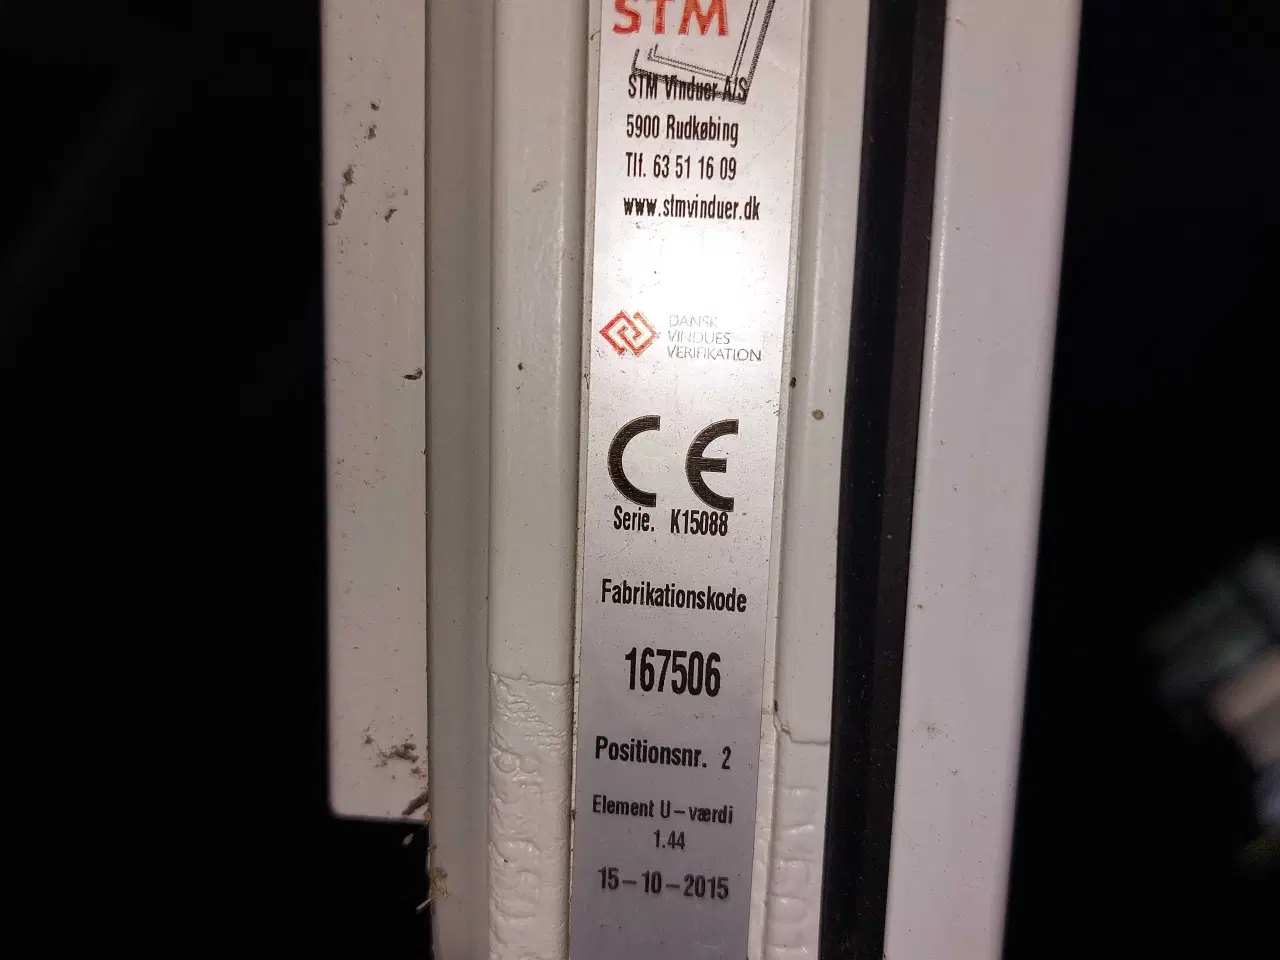 STM
STM Vinduer A/S
5900 Rudkøbing
Tlf. 63 51 16 09
www.stmvinduer.dk
DANSK
VINDUES
VERIFIKATION
CE
Serie. K15088
Fabrikationskode
167506
Positionsnr. 2
Element U-værdi
1.44
15-10-2015